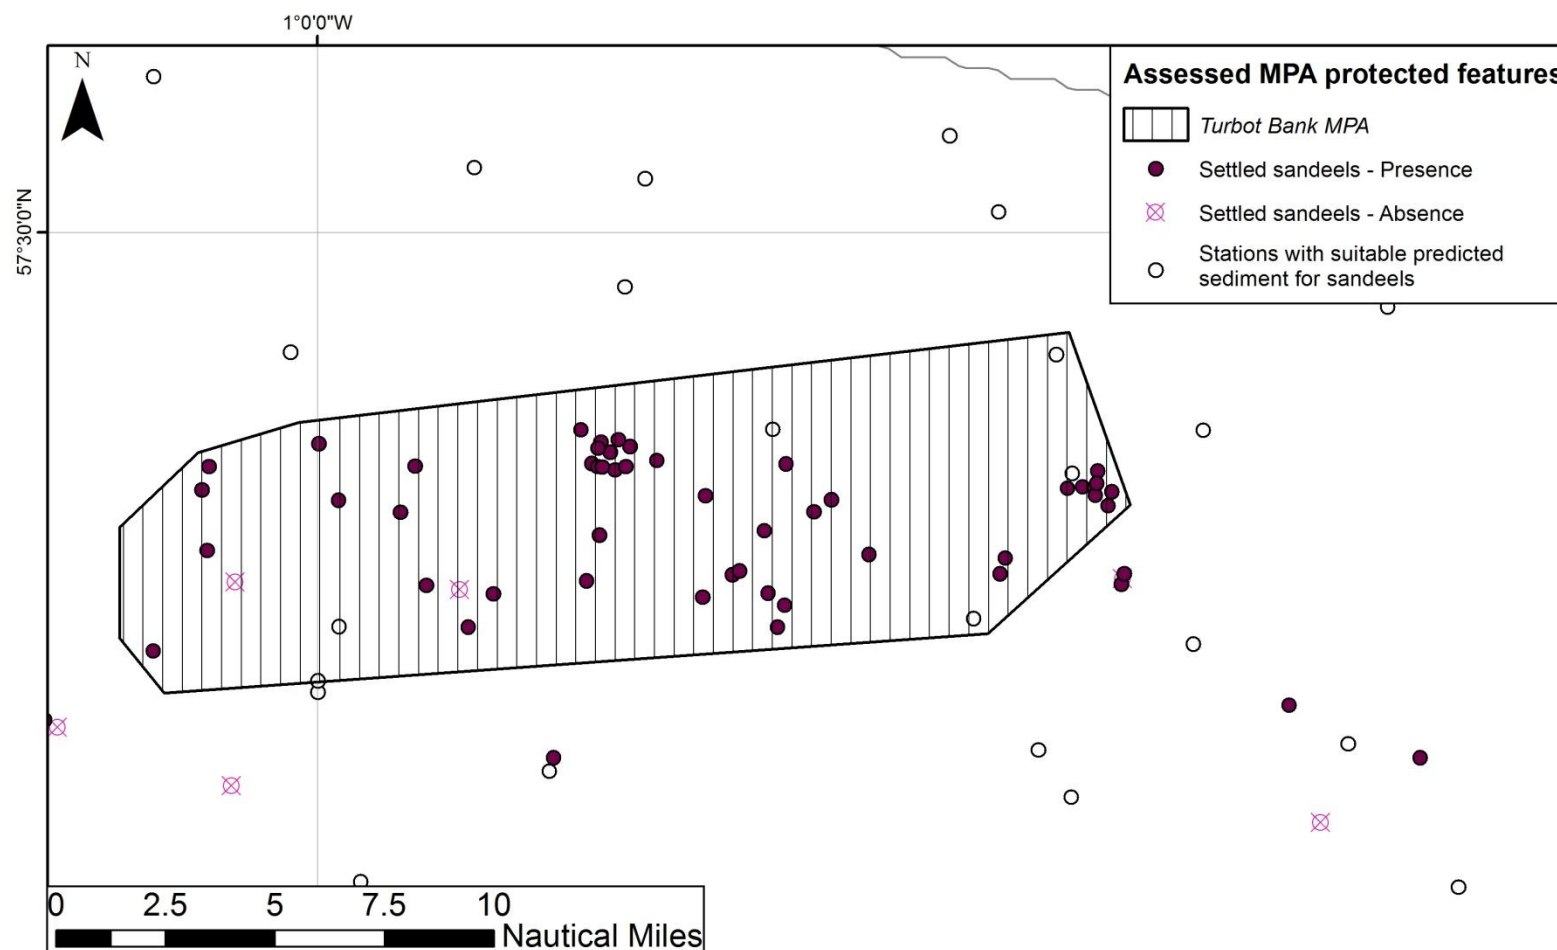 1°0'0"W
N
57°30'0"N
Assessed MPA protected features
Turbot Bank MPA
Settled sandeels - Presence
Settled sandeels - Absence
Stations with suitable predicted
sediment for sandeels
0 2.5 5 7.5 10
Nautical Miles